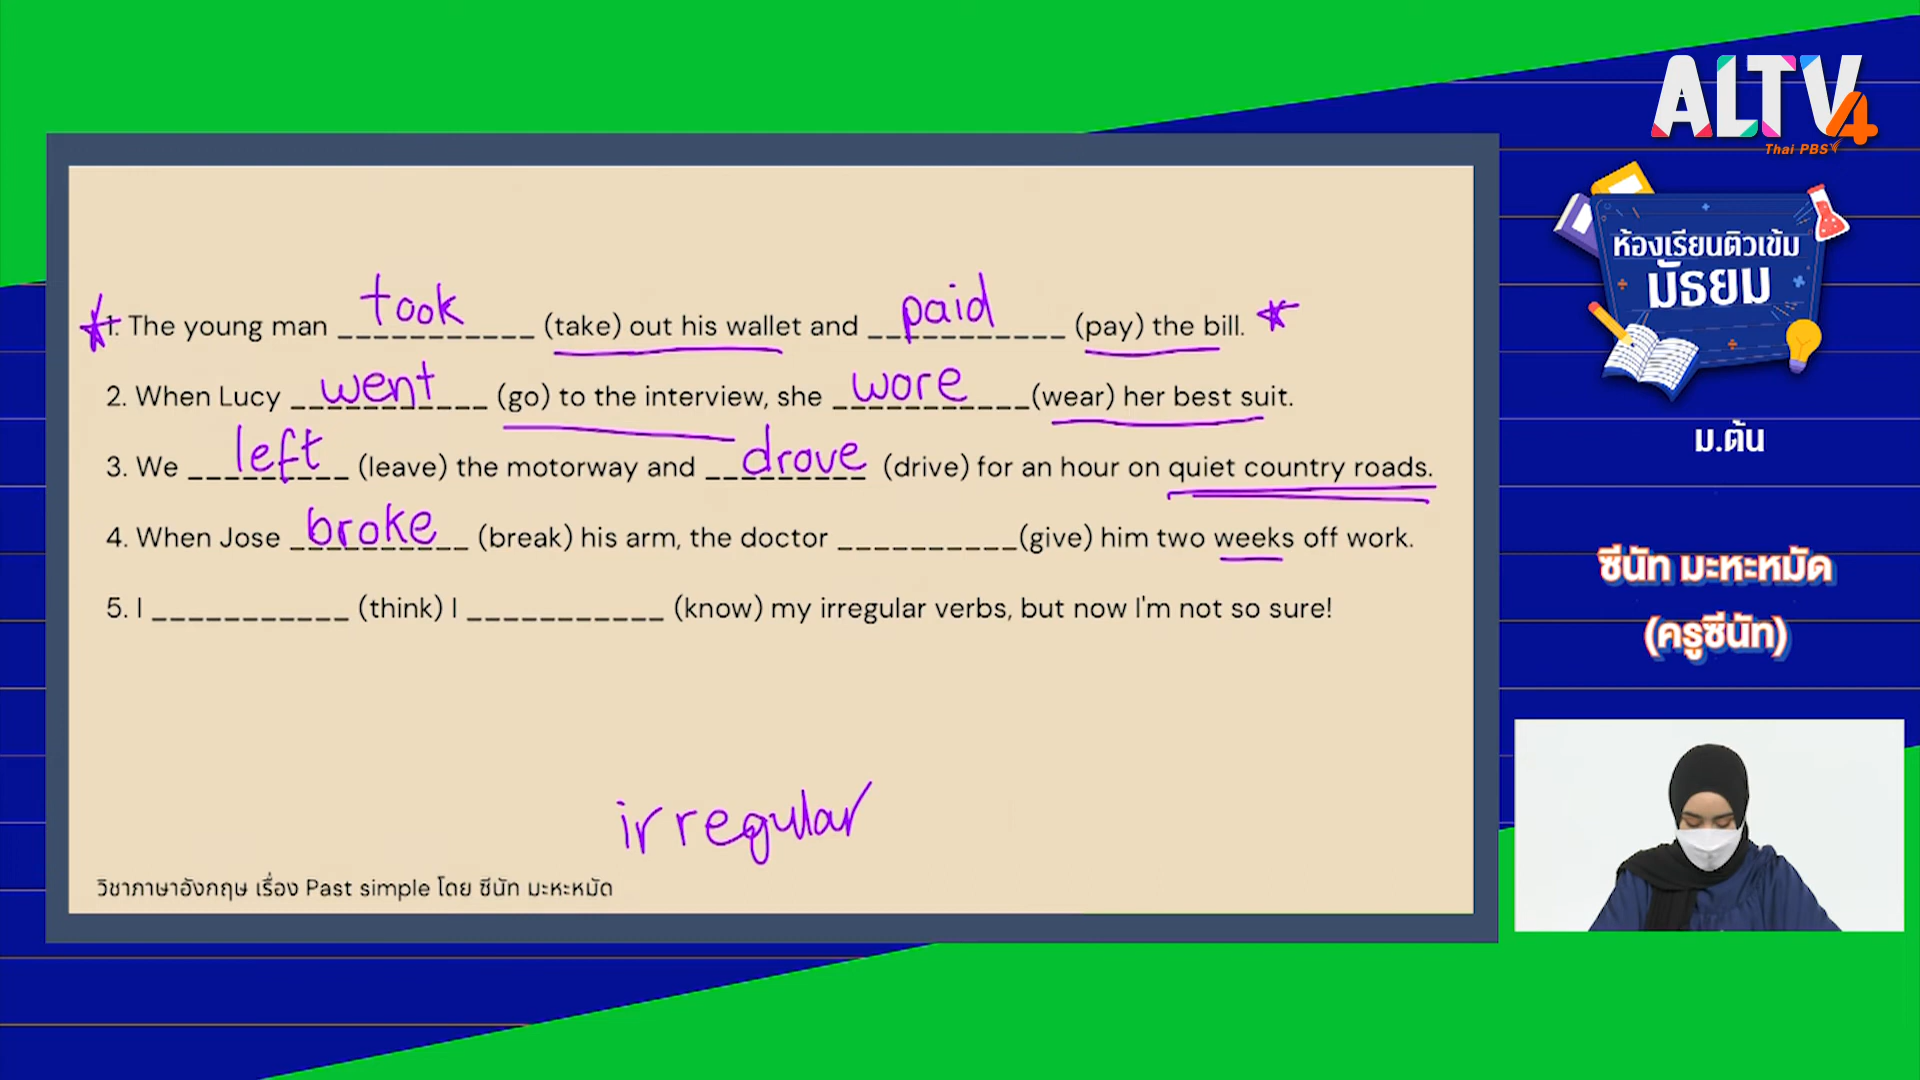 ALTV4
Thai PBS
ห้องเรียนติวเข้ม
มัธยม
ม.ต้น
ซีนัท มะหะหมัด
(ครูซีนัท)
1. The young man took (take) out his wallet and paid (pay) the bill.
2. When Lucy went (go) to the interview, she wore (wear) her best suit.
3. We left (leave) the motorway and drove (drive) for an hour on quiet country roads.
4. When Jose broke (break) his arm, the doctor __________(give) him two weeks off work.
5. I ___________ (think) I ___________ (know) my irregular verbs, but now I'm not so sure!
irregular
วิชาภาษาอังกฤษ เรื่อง Past simple โดย ซีนัท มะหะหมัด